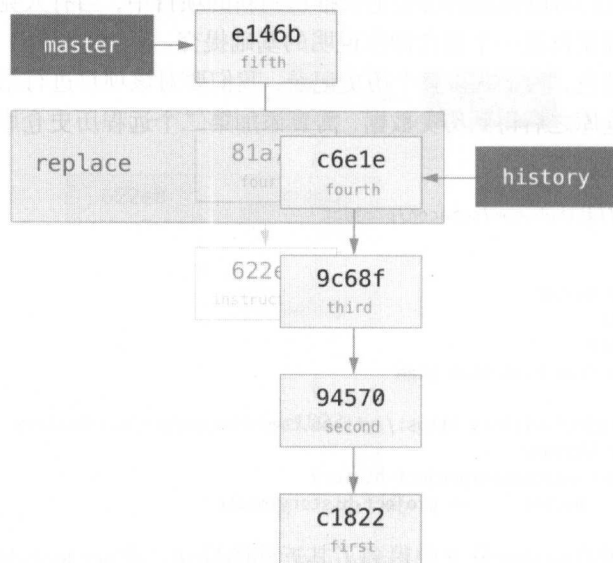 e146b
fifth
master
replace
81a7
four
c6e1e
fourth
history
622e
instruct
9c68f
third
94570
second
c1822
first